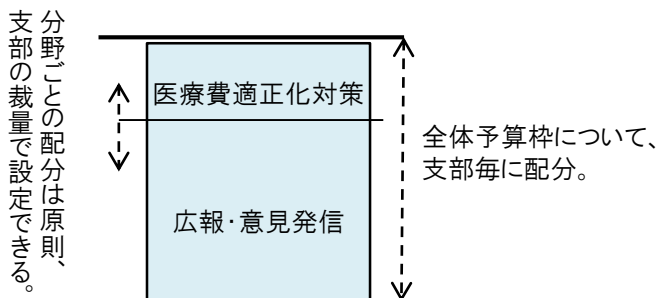 分野ごとの配分は原則、
支部の裁量で設定できる。
医療費適正化対策
広報・意見発信
全体予算枠について、
支部毎に配分。